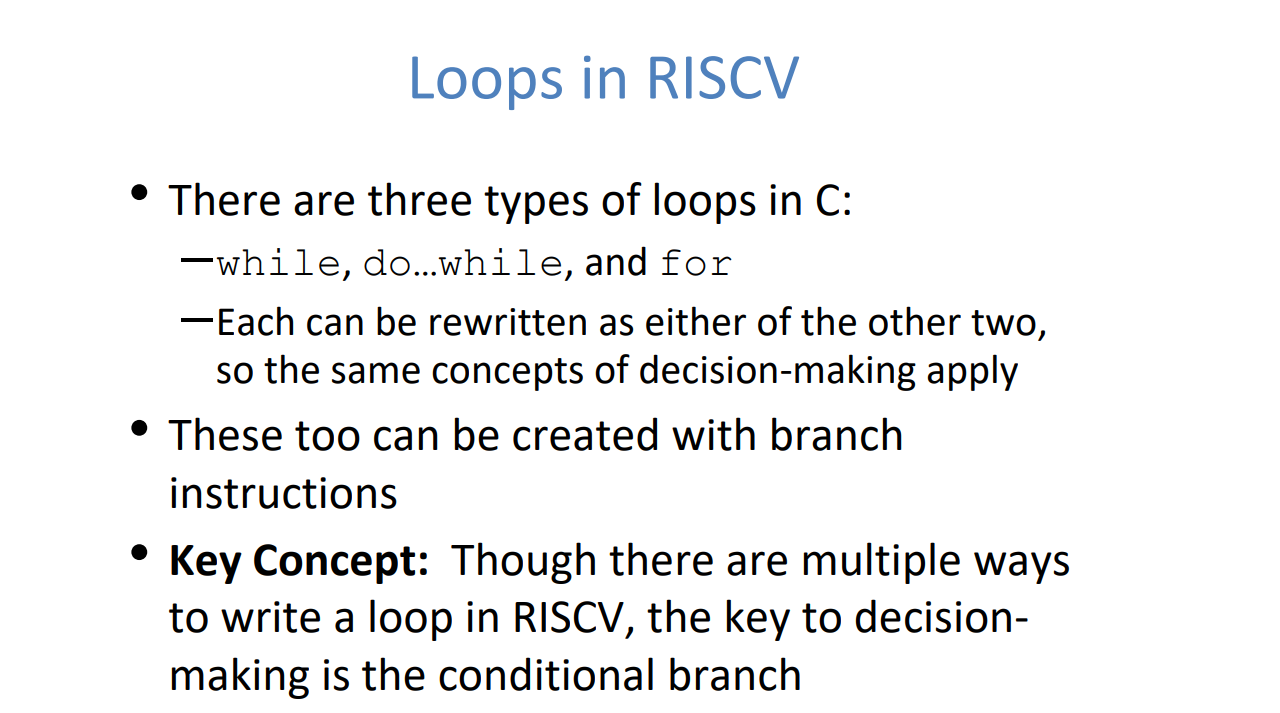 Loops in RISCV
• There are three types of loops in C:
—while, do…while, and for
—Each can be rewritten as either of the other two,
so the same concepts of decision-making apply
• These too can be created with branch
instructions
• Key Concept:  Though there are multiple ways
to write a loop in RISCV, the key to decision-
making is the conditional branch